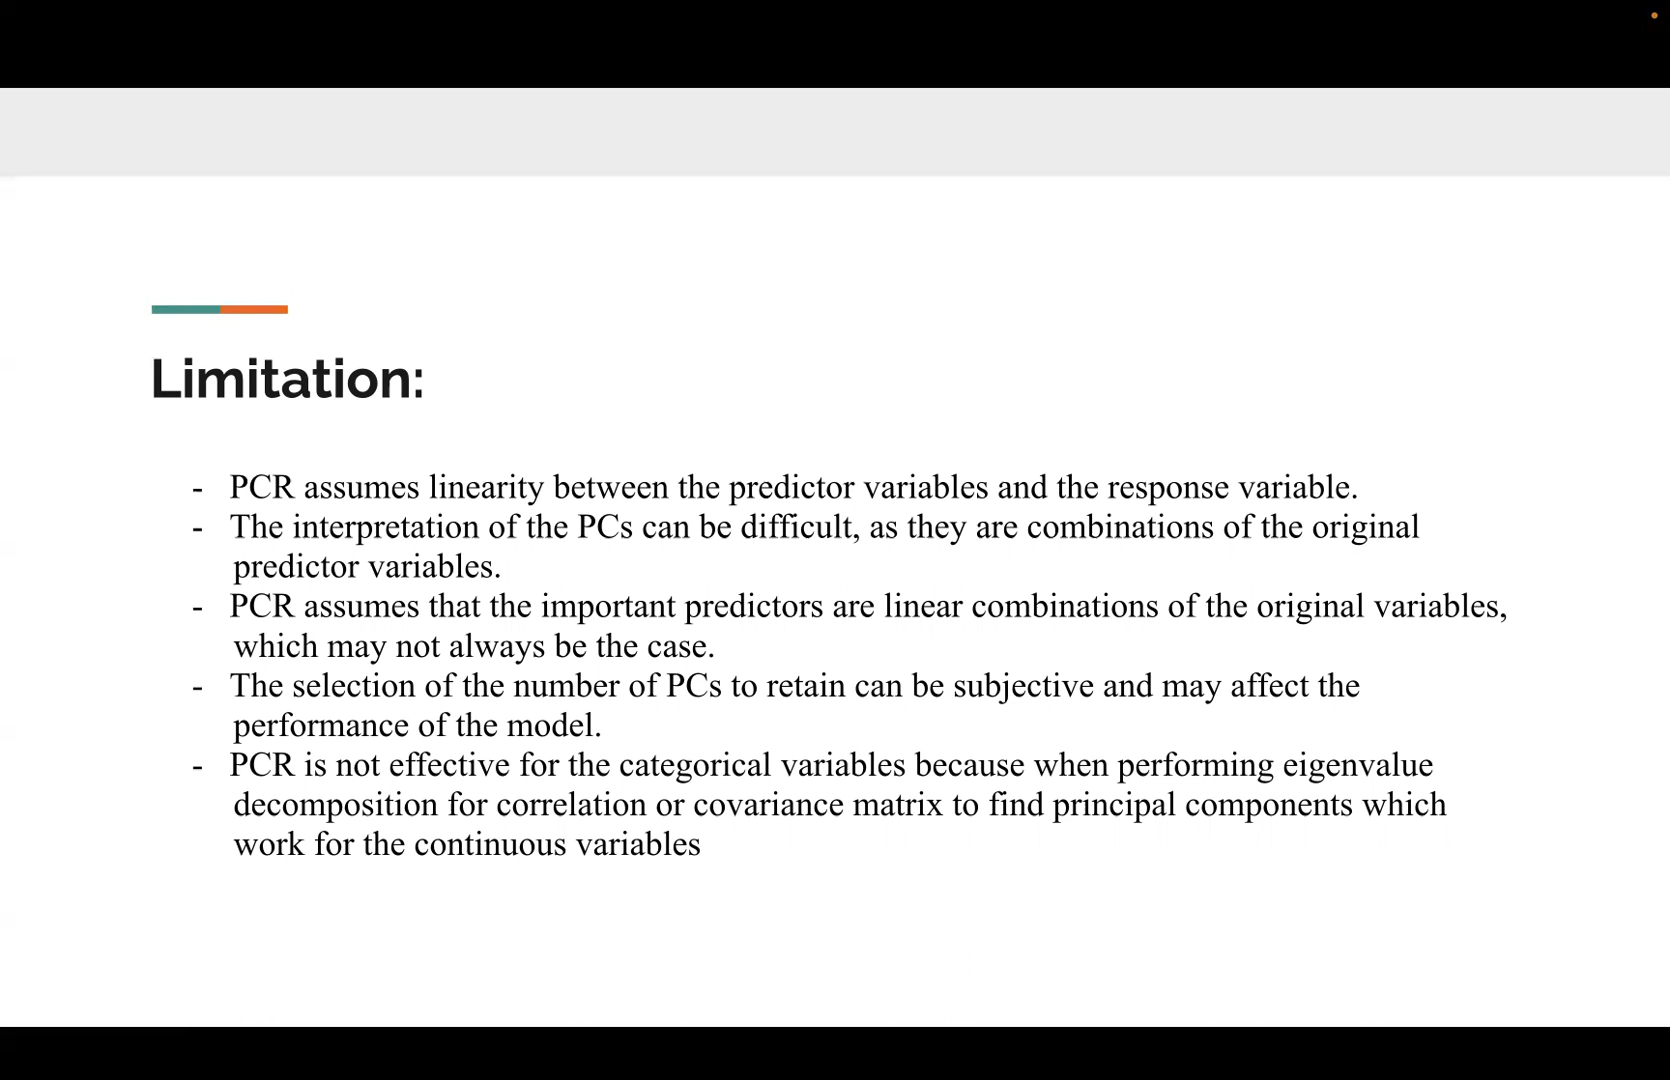 Limitation:
- PCR assumes linearity between the predictor variables and the response variable.
- The interpretation of the PCs can be difficult, as they are combinations of the original
predictor variables.
- PCR assumes that the important predictors are linear combinations of the original variables,
which may not always be the case.
- The selection of the number of PCs to retain can be subjective and may affect the
performance of the model.
- PCR is not effective for the categorical variables because when performing eigenvalue
decomposition for correlation or covariance matrix to find principal components which
work for the continuous variables